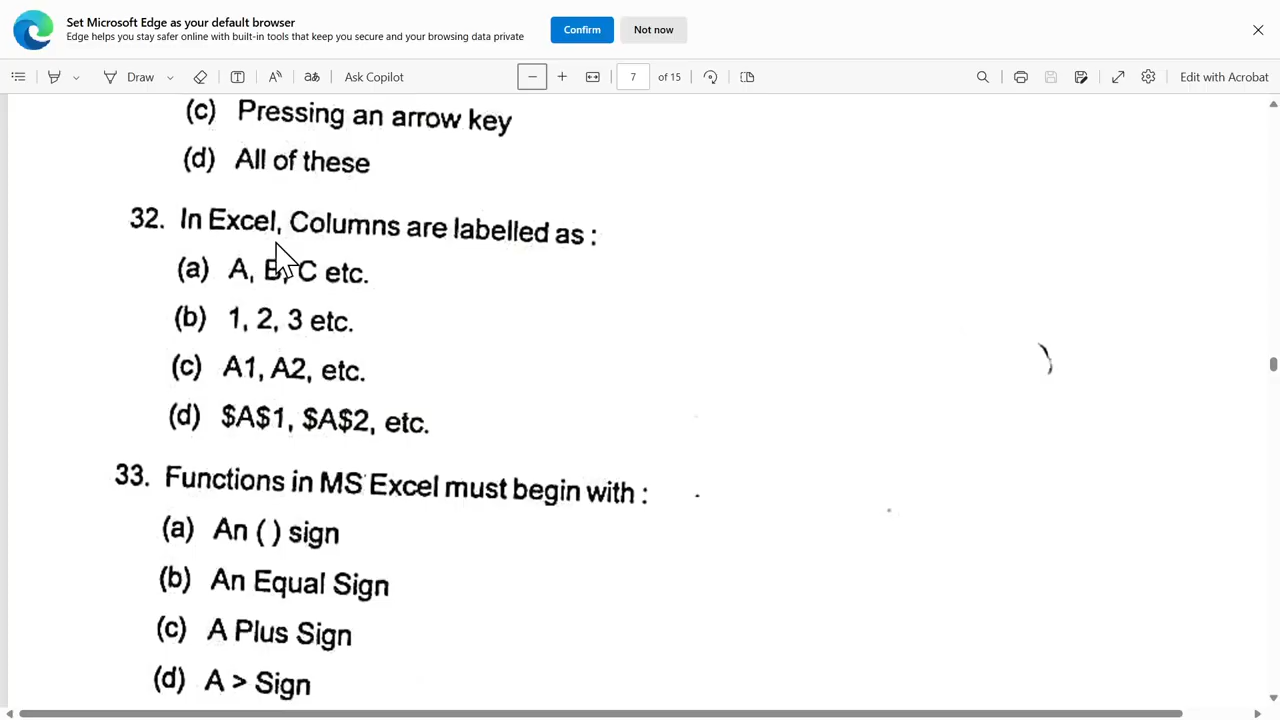 Set Microsoft Edge as your default browser
Edge helps you stay safer online with built-in tools that keep you secure and your browsing data private
Confirm
Not now
Draw
Ask Copilot
7 of 15
Edit with Acrobat
(c) Pressing an arrow key
(d) All of these
32. In Excel, Columns are labelled as :
(a) A, B, C etc.
(b) 1, 2, 3 etc.
(c) A1, A2, etc.
(d) $A$1, $A$2, etc.
33. Functions in MS Excel must begin with :
(a) An ( ) sign
(b) An Equal Sign
(c) A Plus Sign
(d) A > Sign